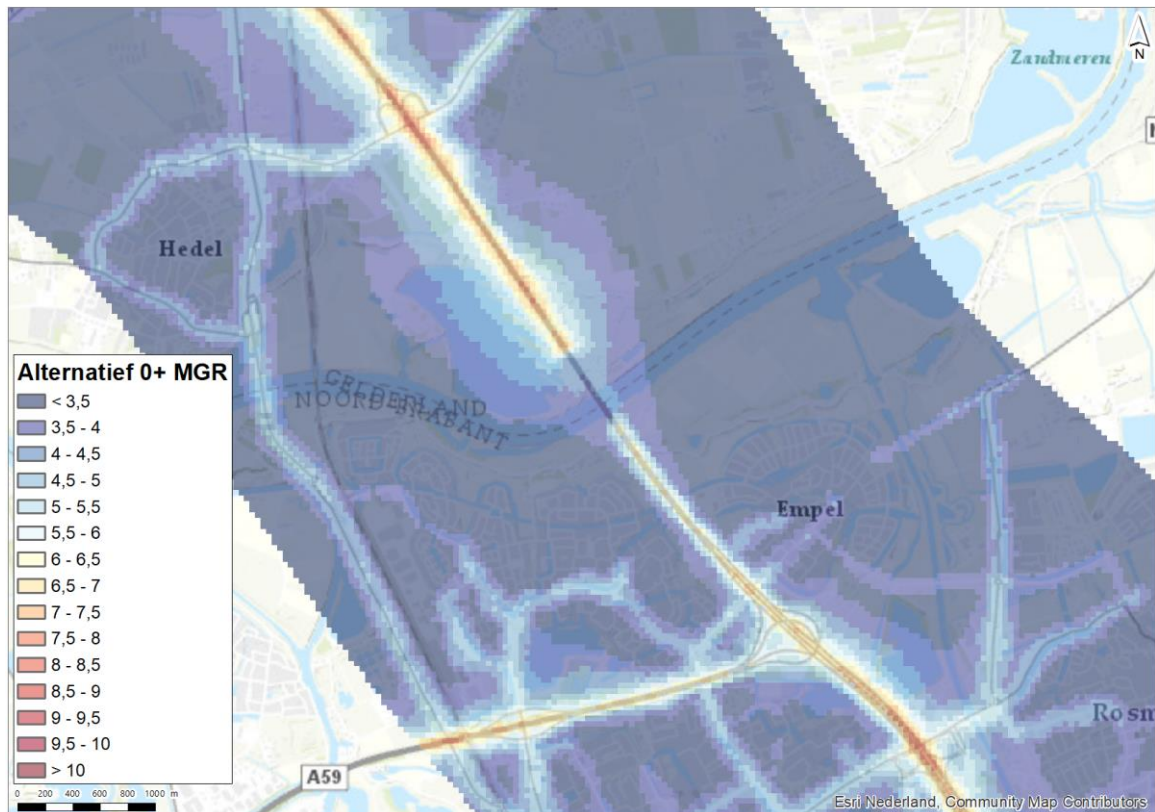 Zandmeren
N
Hedel
Alternatief 0+ MGR
< 3,5
3,5 - 4
4 - 4,5
4,5 - 5
5 - 5,5
5,5 - 6
6 - 6,5
6,5 - 7
7 - 7,5
7,5 - 8
8 - 8,5
8,5 - 9
9 - 9,5
9,5 - 10
> 10
0 200 400 600 800 1000 m
GELDERLAND
NOORD-BRABANT
Empel
Rosm
A59
Esri Nederland, Community Map Contributors